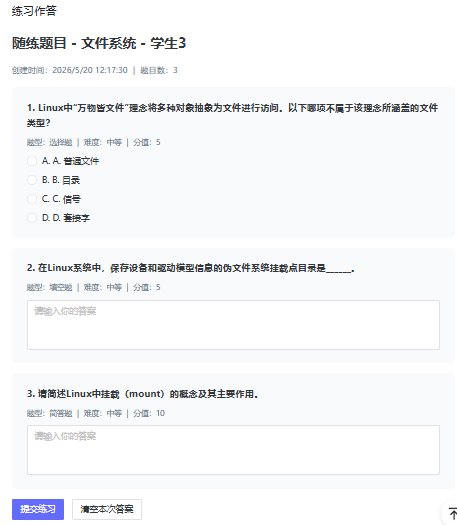 练习作答
随练题目 - 文件系统 - 学生3
创建时间：2026/5/20 12:17:30 | 题目数：3
1. Linux中“万物皆文件”理念将多种对象抽象为文件进行访问。以下哪项不属于该理念所涵盖的文件
类型？
题型：选择题 | 难度：中等 | 分值：5
A. A. 普通文件
B. B. 目录
C. C. 信号
D. D. 套接字
2. 在Linux系统中，保存设备和驱动模型信息的伪文件系统挂载点目录是______。
题型：填空题 | 难度：中等 | 分值：5
请输入你的答案
3. 请简述Linux中挂载（mount）的概念及其主要作用。
题型：简答题 | 难度：中等 | 分值：10
请输入你的答案
提交练习 清空本次答案